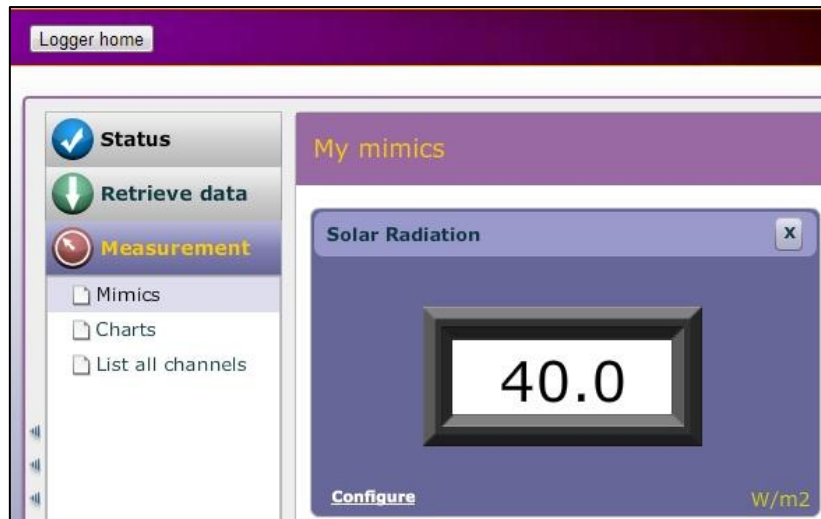 Logger home
Status
Retrieve data
Measurement
Mimics
Charts
List all channels
My mimics
Solar Radiation
x
40.0
Configure
W/m2